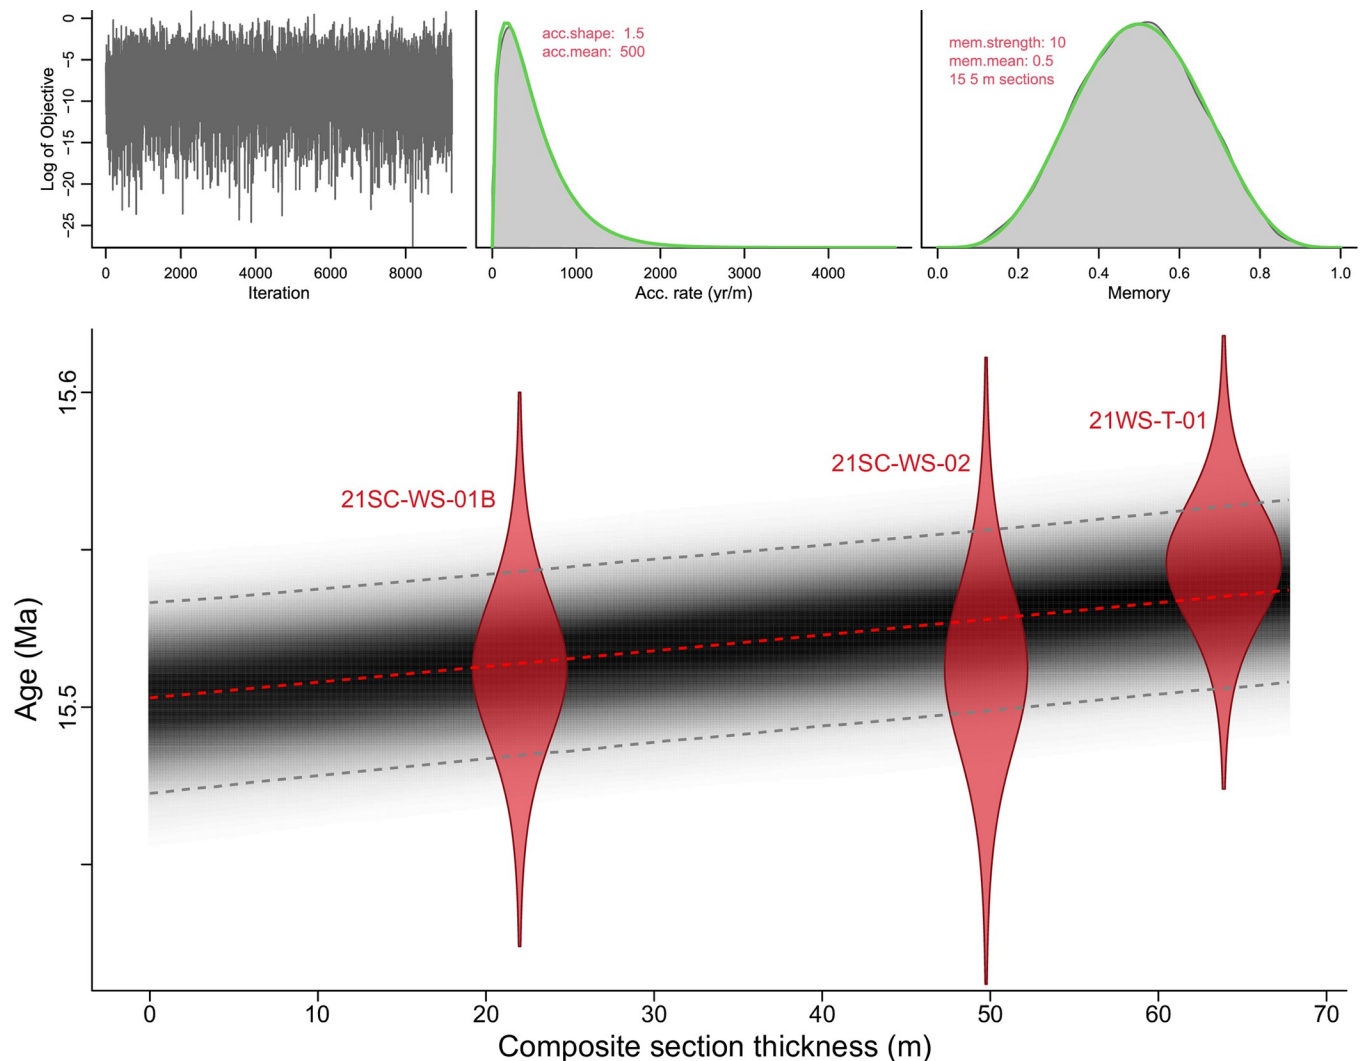 0
−5
−10
−15
−20
−25
Log of Objective
0 2000 4000 6000 8000
Iteration
acc.shape: 1.5
acc.mean: 500
0 1000 2000 3000 4000
Acc. rate (yr/m)
mem.strength: 10
mem.mean: 0.5
15 5 m sections
0.0 0.2 0.4 0.6 0.8 1.0
Memory
15.6
15.5
Age (Ma)
21SC-WS-01B
21SC-WS-02
21WS-T-01
0 10 20 30 40 50 60 70
Composite section thickness (m)